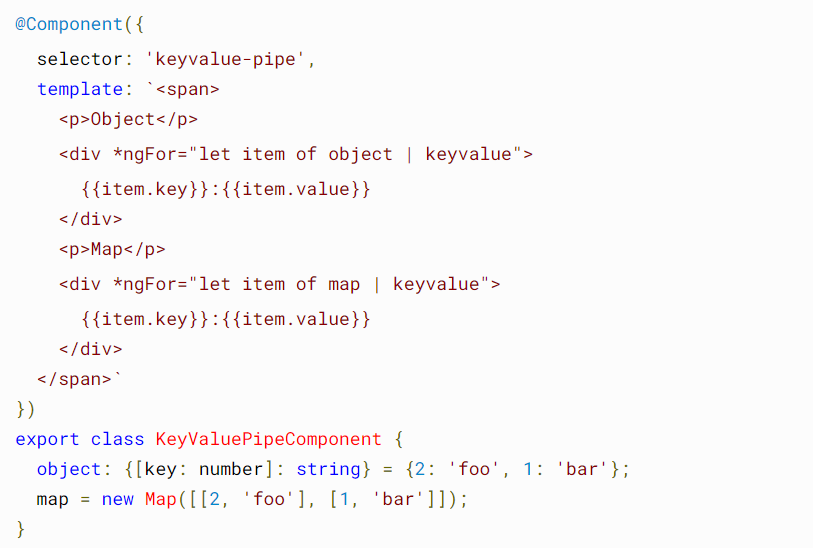 @Component({
  selector: 'keyvalue-pipe',
  template: `<span>
    <p>Object</p>
    <div *ngFor="let item of object | keyvalue">
      {{item.key}}:{{item.value}}
    </div>
    <p>Map</p>
    <div *ngFor="let item of map | keyvalue">
      {{item.key}}:{{item.value}}
    </div>
  </span>`
})
export class KeyValuePipeComponent {
  object: {[key: number]: string} = {2: 'foo', 1: 'bar'};
  map = new Map([[2, 'foo'], [1, 'bar']]);
}